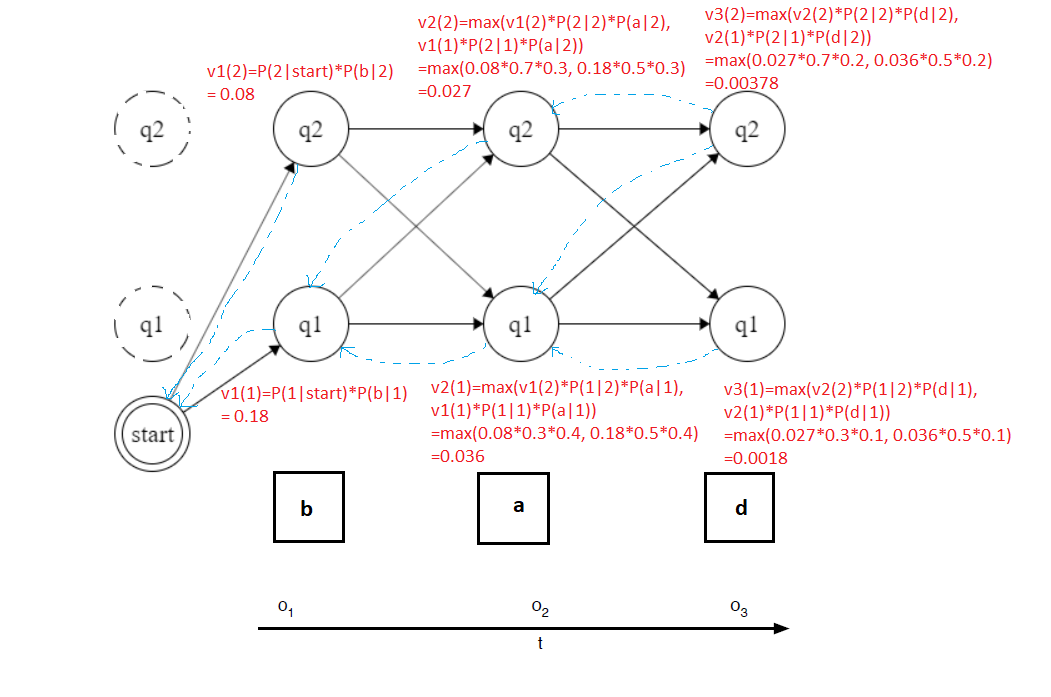 v2(2)=max(v1(2)*P(2|2)*P(a|2),
v1(1)*P(2|1)*P(a|2))
=max(0.08*0.7*0.3, 0.18*0.5*0.3)
=0.027
v3(2)=max(v2(2)*P(2|2)*P(d|2),
v2(1)*P(2|1)*P(d|2))
=max(0.027*0.7*0.2, 0.036*0.5*0.2)
=0.00378
v1(2)=P(2|start)*P(b|2)
= 0.08
q2
q2
q2
q2
q1
q1
q1
q1
start
v1(1)=P(1|start)*P(b|1)
= 0.18
v2(1)=max(v1(2)*P(1|2)*P(a|1),
v1(1)*P(1|1)*P(a|1))
=max(0.08*0.3*0.4, 0.18*0.5*0.4)
=0.036
v3(1)=max(v2(2)*P(1|2)*P(d|1),
v2(1)*P(1|1)*P(d|1))
=max(0.027*0.3*0.1, 0.036*0.5*0.1)
=0.0018
b
a
d
o1
o2
o3
t